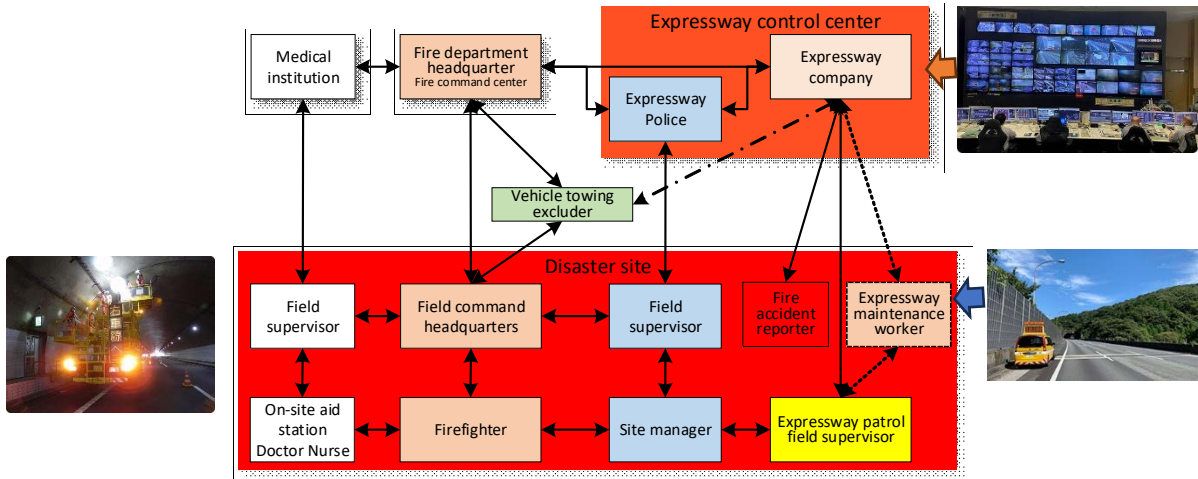 Expressway control center
Medical
institution
Fire department
headquarter
Fire command center
Expressway
company
Expressway
Police
Vehicle towing
excluder
Disaster site
Field
supervisor
Field command
headquarters
Field
supervisor
Fire
accident
reporter
Expressway
maintenance
worker
On-site aid
station
Doctor Nurse
Firefighter
Site manager
Expressway patrol
field supervisor